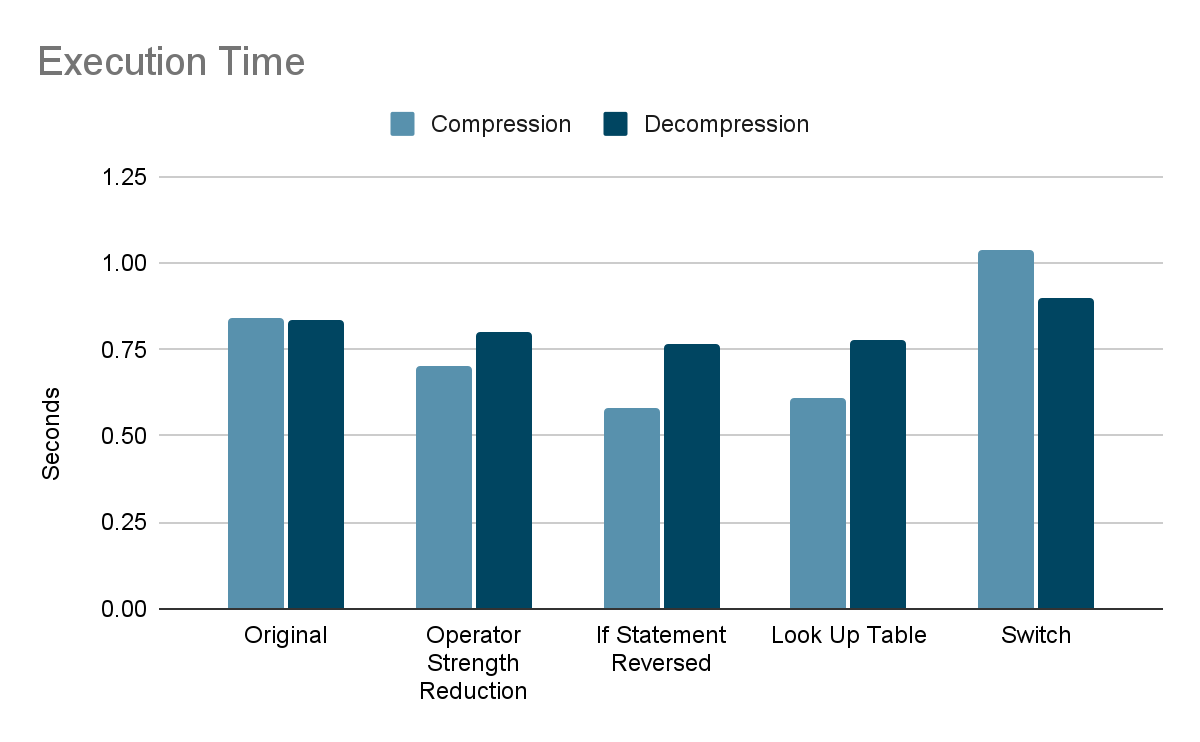 Execution Time
Compression Decompression
1.25
1.00
0.75
0.50
0.25
0.00
Seconds
Original
Operator
Strength
Reduction
If Statement
Reversed
Look Up Table
Switch